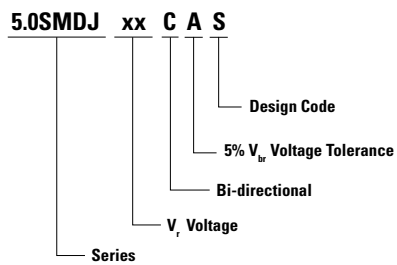 5.0SMDJ xx C A S
Design Code
5% Vbr Voltage Tolerance
Bi-directional
Vr Voltage
Series